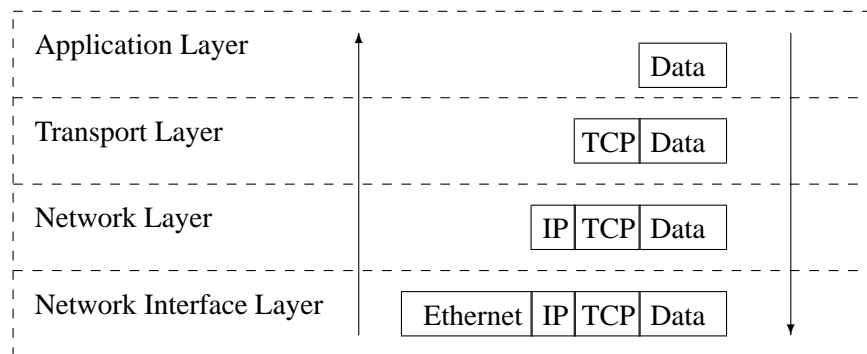 Application Layer
Data
Transport Layer
TCP Data
Network Layer
IP TCP Data
Network Interface Layer
Ethernet IP TCP Data